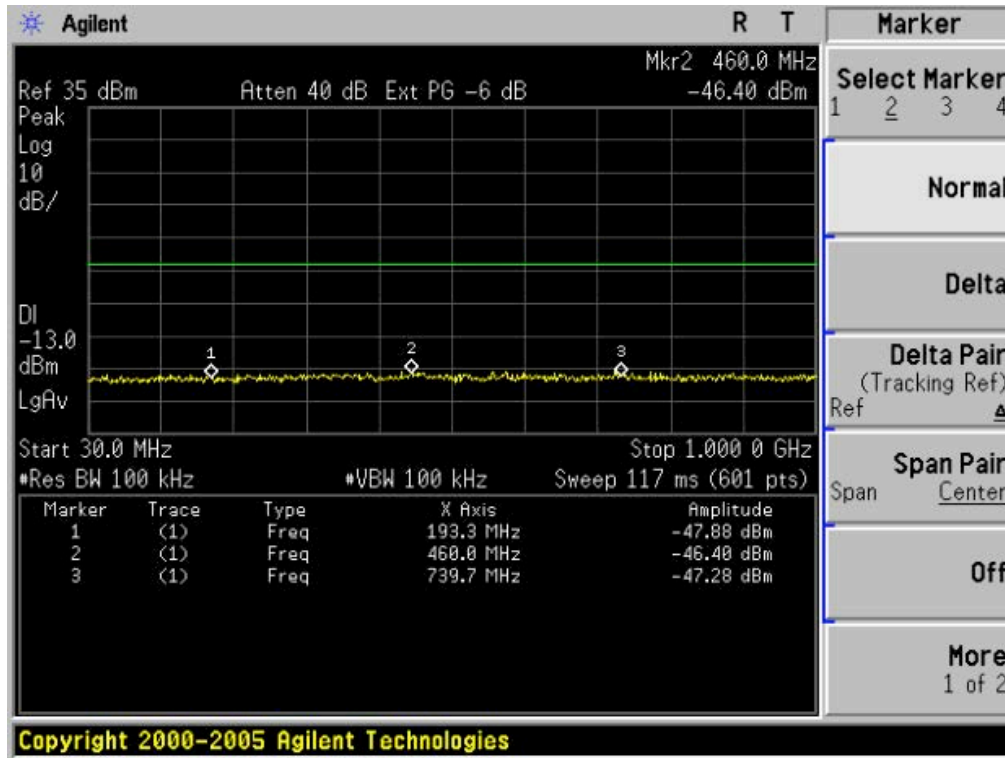 Agilent R T
Mkr2 460.0 MHz
Ref 35 dBm Atten 40 dB Ext PG -6 dB -46.40 dBm
Peak
Log
10
dB/
DI
-13.0
dBm
LgAv
1 2 3
Start 30.0 MHz Stop 1.000 0 GHz
#Res BW 100 kHz #VBW 100 kHz Sweep 117 ms (601 pts)
Marker Trace Type X Axis Amplitude
1 (1) Freq 193.3 MHz -47.88 dBm
2 (1) Freq 460.0 MHz -46.40 dBm
3 (1) Freq 739.7 MHz -47.28 dBm
Marker
Select Marker
1 2 3 4
Normal
Delta
Delta Pair
(Tracking Ref)
Ref Δ
Span Pair
Span Center
Off
More
1 of 2
Copyright 2000-2005 Agilent Technologies